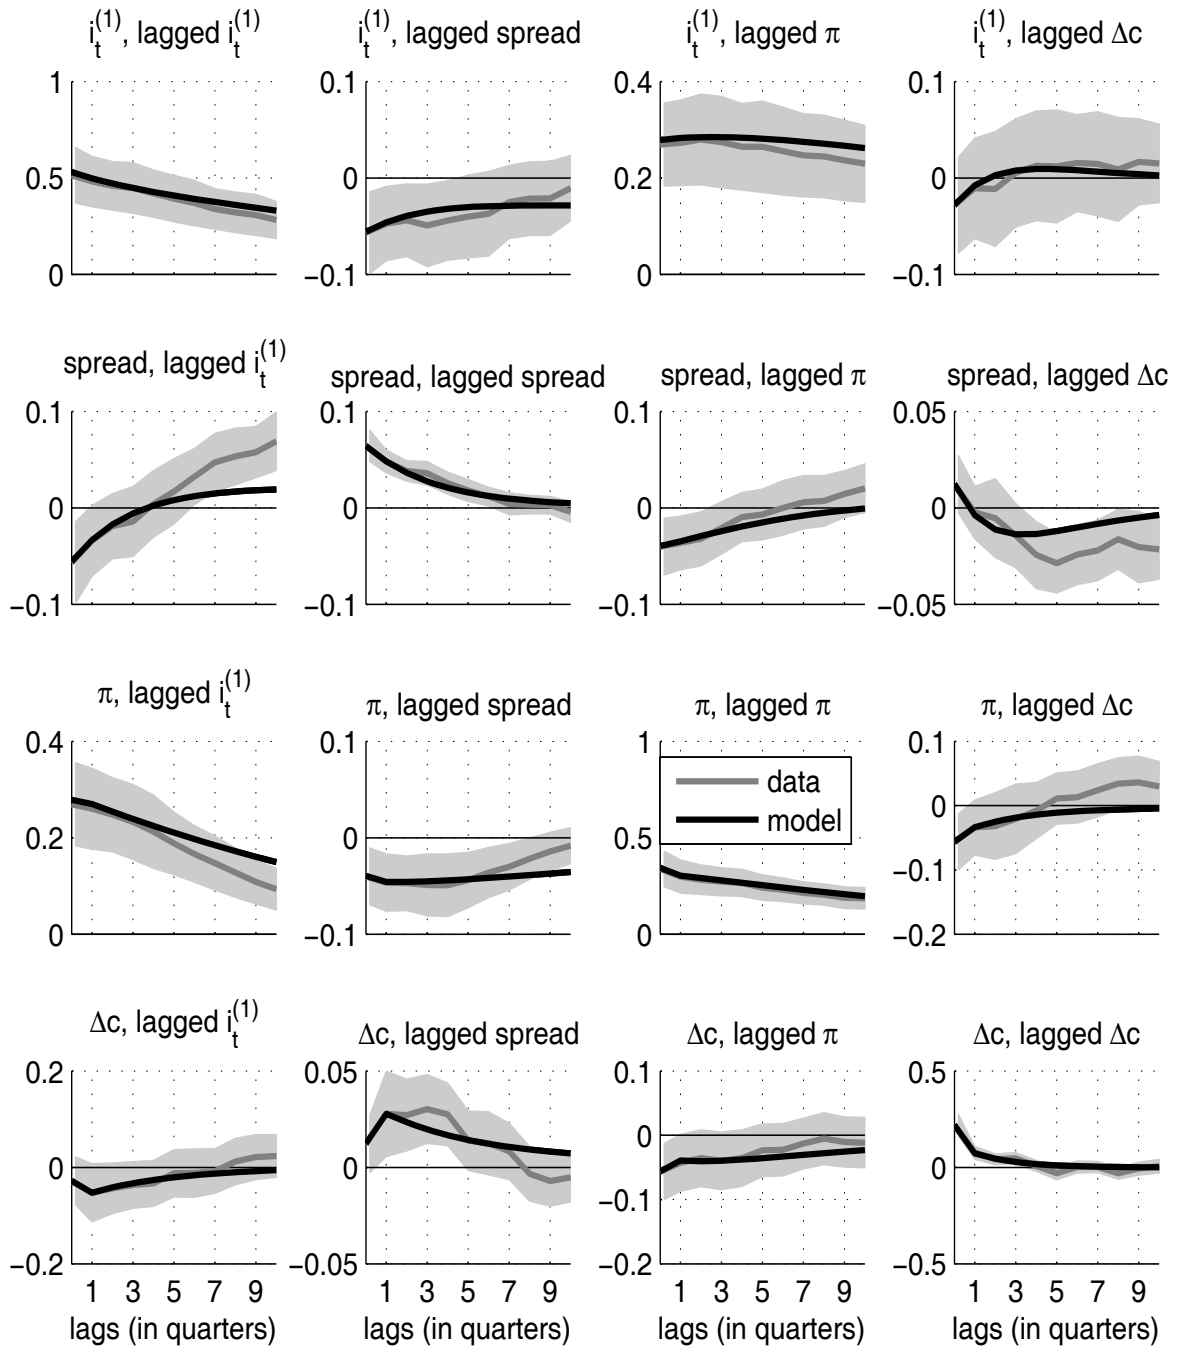 i_t^(1), lagged i_t^(1)
i_t^(1), lagged spread
i_t^(1), lagged π
i_t^(1), lagged Δc
1
0.5
0
0.1
0
−0.1
0.4
0.2
0
0.1
0
−0.1
spread, lagged i_t^(1)
spread, lagged spread
spread, lagged π
spread, lagged Δc
0.1
0
−0.1
0.1
0
−0.1
0.1
0
−0.1
0.05
0
−0.05
π, lagged i_t^(1)
π, lagged spread
π, lagged π
π, lagged Δc
0.4
0.2
0
0.1
0
−0.1
1
0.5
0
data
model
0.1
0
−0.1
−0.2
Δc, lagged i_t^(1)
Δc, lagged spread
Δc, lagged π
Δc, lagged Δc
0.2
0
−0.2
0.05
0
−0.05
0.1
0
−0.1
−0.2
0.5
0
−0.5
1 3 5 7 9
1 3 5 7 9
1 3 5 7 9
1 3 5 7 9
lags (in quarters)
lags (in quarters)
lags (in quarters)
lags (in quarters)